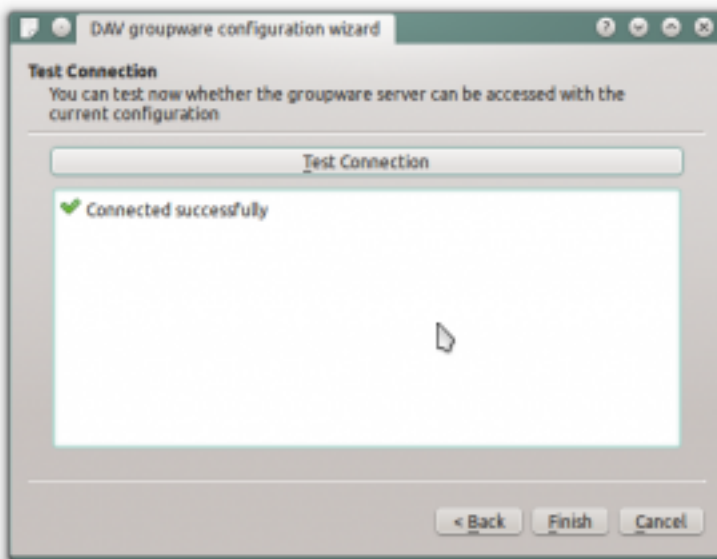 DAV groupware configuration wizard
Test Connection
You can test now whether the groupware server can be accessed with the
current configuration
Test Connection
Connected successfully
< Back
Finish
Cancel